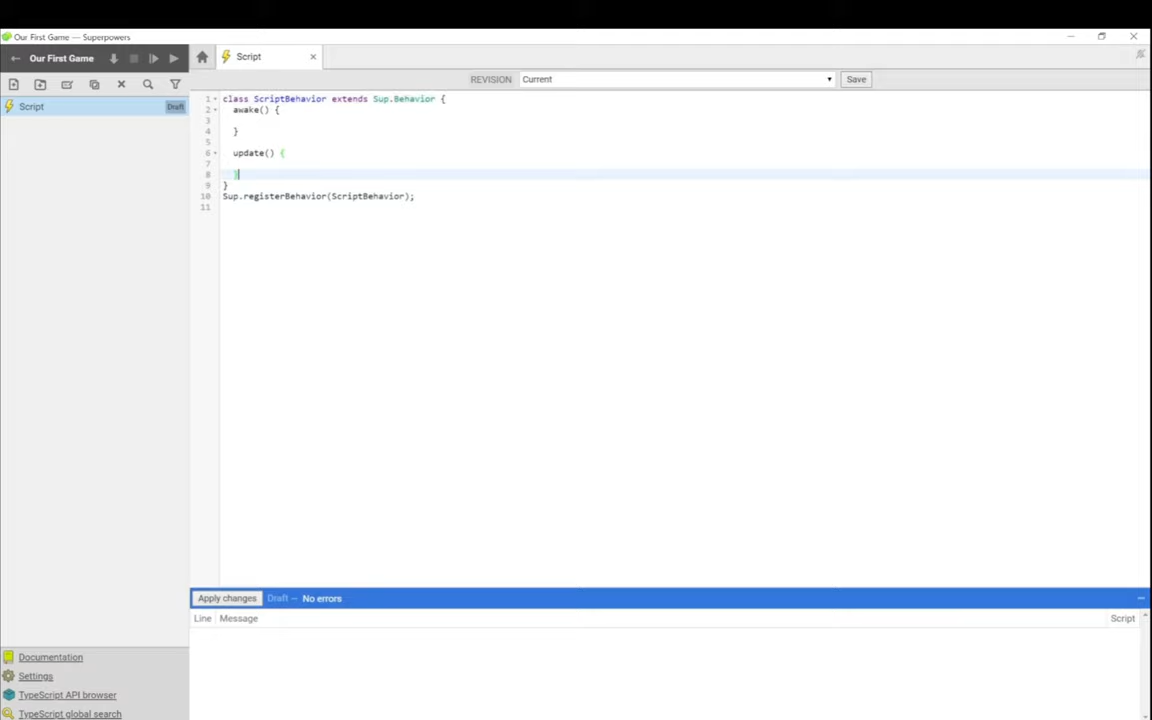 Our First Game — Superpowers
Our First Game
Script
REVISION Current Save
Script Draft
1 class ScriptBehavior extends Sup.Behavior {
2 awake() {
3
4 }
5
6 update() {
7
8 }
9 }
10 Sup.registerBehavior(ScriptBehavior);
11
Apply changes Draft — No errors
Line Message Script
Documentation
Settings
TypeScript API browser
TypeScript global search